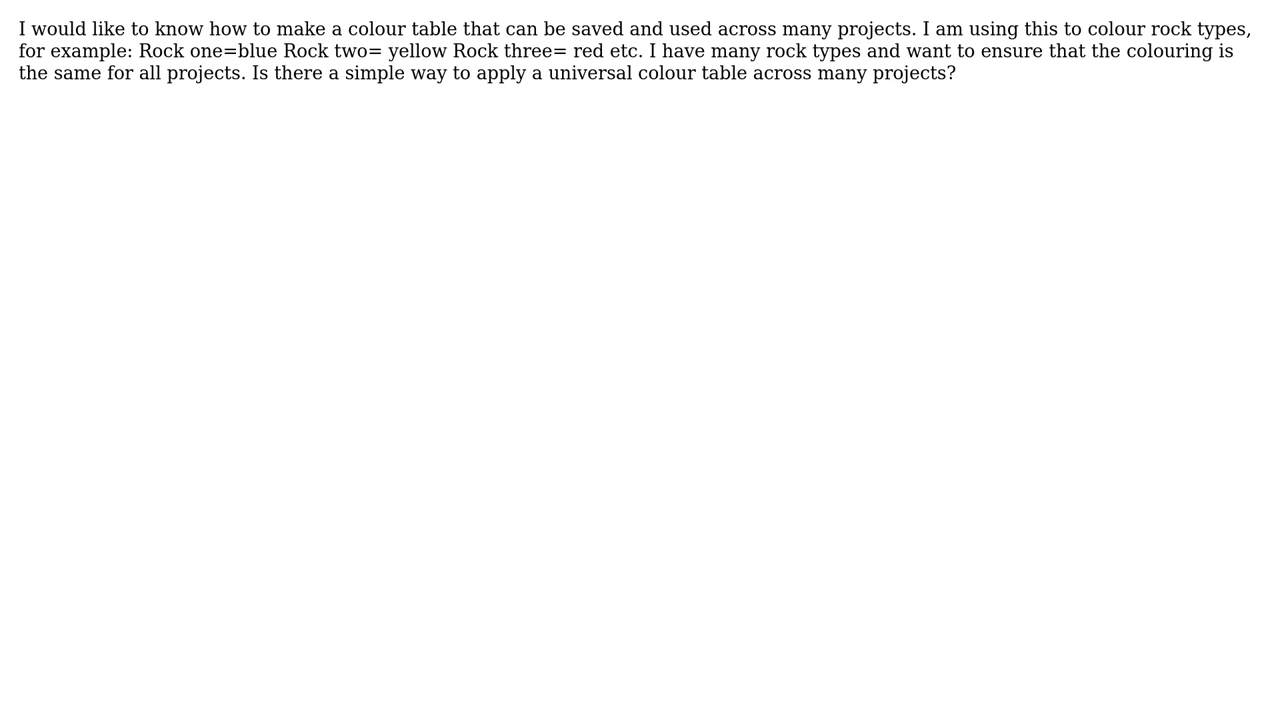 I would like to know how to make a colour table that can be saved and used across many projects. I am using this to colour rock types,
for example: Rock one=blue Rock two= yellow Rock three= red etc. I have many rock types and want to ensure that the colouring is
the same for all projects. Is there a simple way to apply a universal colour table across many projects?